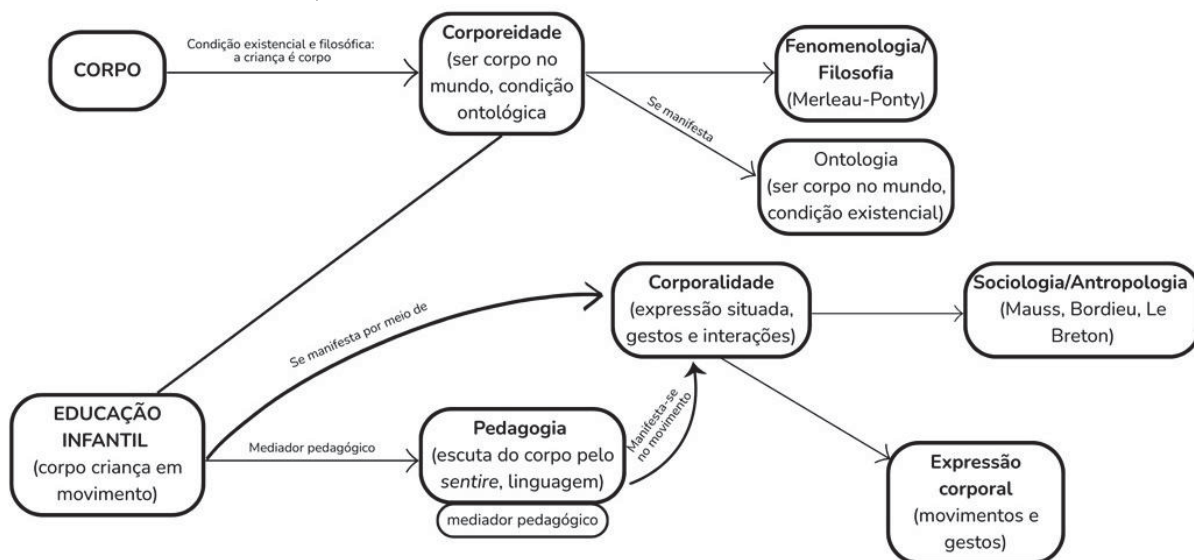 CORPO
Condição existencial e filosófica:
a criança é corpo
Corporeidade
(ser corpo no
mundo, condição
ontológica
Fenomenologia/
Filosofia
(Merleau-Ponty)
Se manifesta
Ontologia
(ser corpo no mundo,
condição existencial)
Corporalidade
(expressão situada,
gestos e interações)
Sociologia/Antropologia
(Mauss, Bordieu, Le
Breton)
Se manifesta por meio de
EDUCAÇÃO
INFANTIL
(corpo criança em
movimento)
Mediador pedagógico
Pedagogia
(escuta do corpo pelo
sentire, linguagem)
mediador pedagógico
Manifesta-se
no movimento
Expressão
corporal
(movimentos e
gestos)